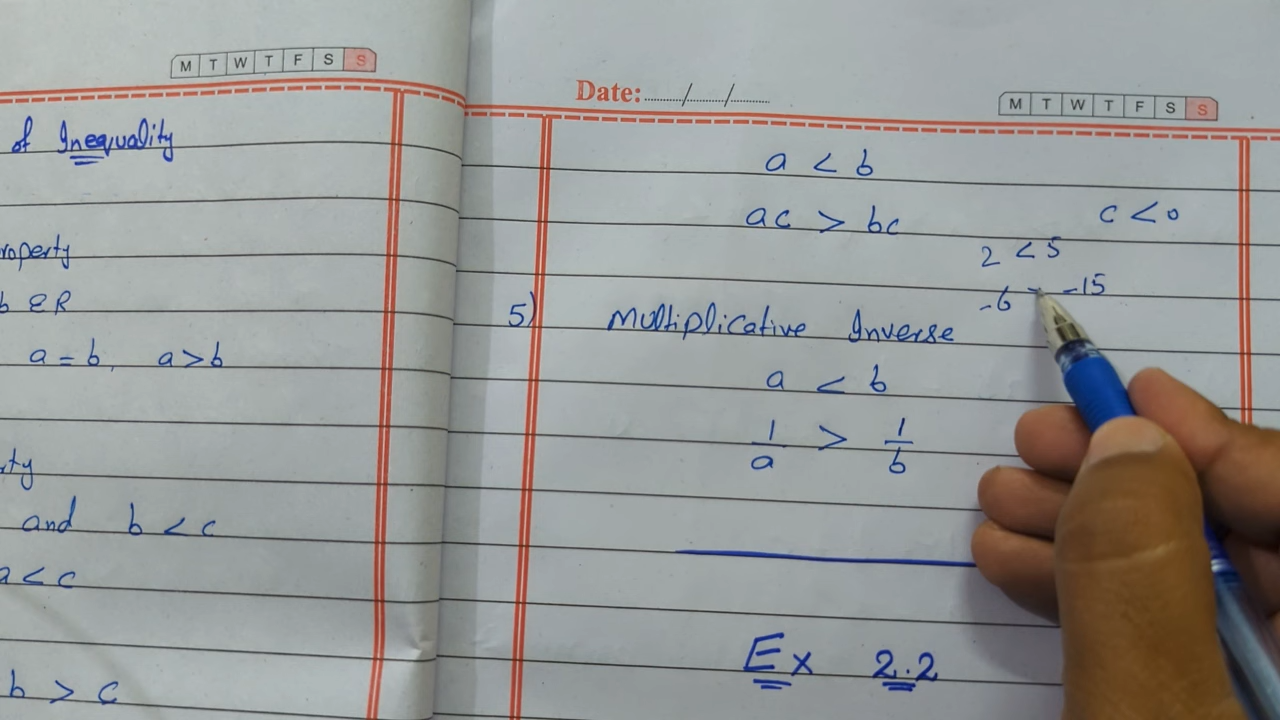 M T W T F S S
of Inequality
roperty
b ε R
a = b, a > b
rty
and b < c
a < c
b > c
Date: ....../....../......
M T W T F S S
a < b
ac > bc c < 0
2 < 5
-6 -15
5) Multiplicative Inverse
a < b
1/a > 1/b
Ex 2.2